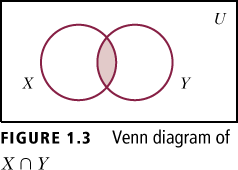 U
X Y
FIGURE 1.3 Venn diagram of
X ∩ Y